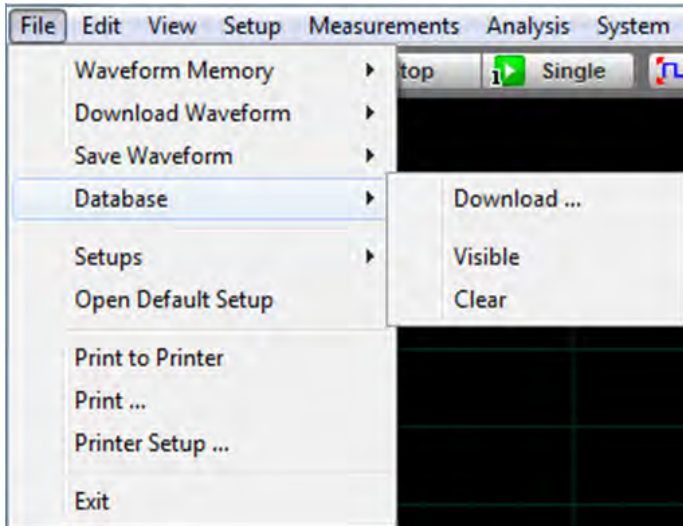 File Edit View Setup Measurements Analysis System
top Single
Waveform Memory
Download Waveform
Save Waveform
Database
Download ...
Setups
Visible
Open Default Setup
Clear
Print to Printer
Print ...
Printer Setup ...
Exit